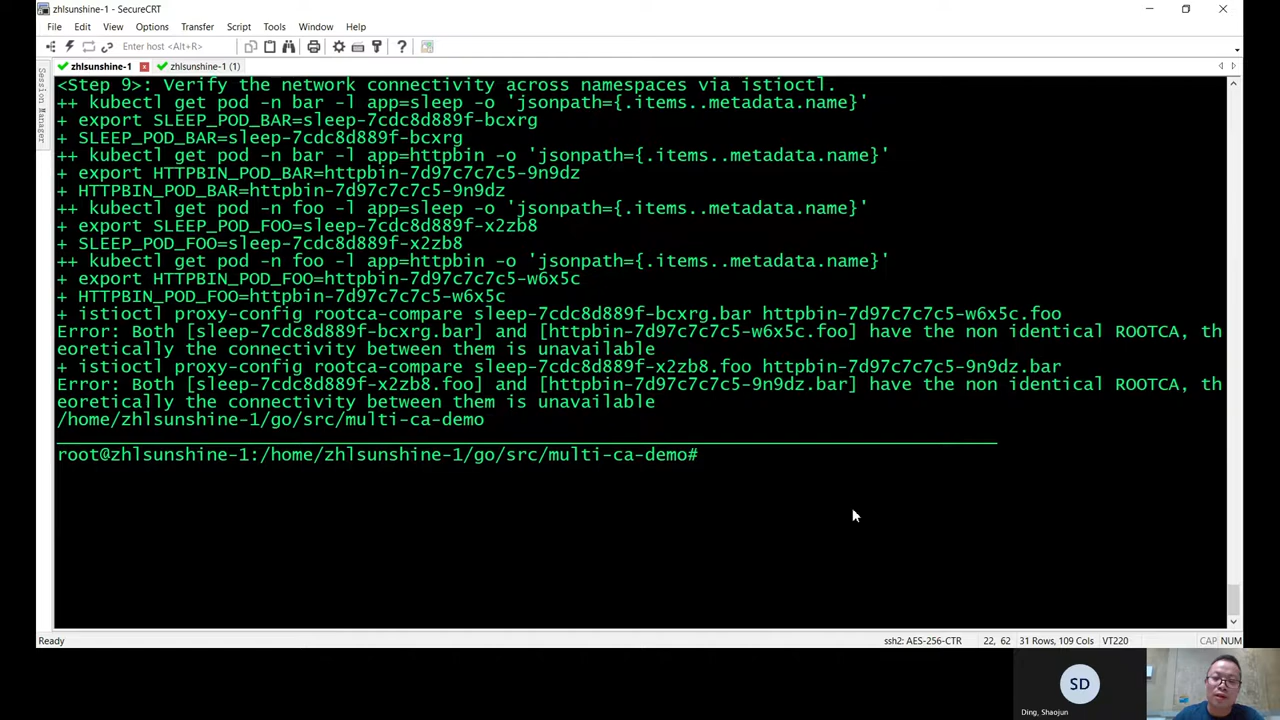 zhlsunshine-1 - SecureCRT
File Edit View Options Transfer Script Tools Window Help
Enter host <Alt+R>
zhlsunshine-1 zhlsunshine-1 (1)
Session Manager
<Step 9>: Verify the network connectivity across namespaces via istioctl.
++ kubectl get pod -n bar -l app=sleep -o 'jsonpath={.items..metadata.name}'
+ export SLEEP_POD_BAR=sleep-7cdc8d889f-bcxrg
+ SLEEP_POD_BAR=sleep-7cdc8d889f-bcxrg
++ kubectl get pod -n bar -l app=httpbin -o 'jsonpath={.items..metadata.name}'
+ export HTTPBIN_POD_BAR=httpbin-7d97c7c7c5-9n9dz
+ HTTPBIN_POD_BAR=httpbin-7d97c7c7c5-9n9dz
++ kubectl get pod -n foo -l app=sleep -o 'jsonpath={.items..metadata.name}'
+ export SLEEP_POD_FOO=sleep-7cdc8d889f-x2zb8
+ SLEEP_POD_FOO=sleep-7cdc8d889f-x2zb8
++ kubectl get pod -n foo -l app=httpbin -o 'jsonpath={.items..metadata.name}'
+ export HTTPBIN_POD_FOO=httpbin-7d97c7c7c5-w6x5c
+ HTTPBIN_POD_FOO=httpbin-7d97c7c7c5-w6x5c
+ istioctl proxy-config rootca-compare sleep-7cdc8d889f-bcxrg.bar httpbin-7d97c7c7c5-w6x5c.foo
Error: Both [sleep-7cdc8d889f-bcxrg.bar] and [httpbin-7d97c7c7c5-w6x5c.foo] have the non identical ROOTCA, th
eoretically the connectivity between them is unavailable
+ istioctl proxy-config rootca-compare sleep-7cdc8d889f-x2zb8.foo httpbin-7d97c7c7c5-9n9dz.bar
Error: Both [sleep-7cdc8d889f-x2zb8.foo] and [httpbin-7d97c7c7c5-9n9dz.bar] have the non identical ROOTCA, th
eoretically the connectivity between them is unavailable
/home/zhlsunshine-1/go/src/multi-ca-demo
root@zhlsunshine-1:/home/zhlsunshine-1/go/src/multi-ca-demo#
Ready ssh2: AES-256-CTR 22, 62 31 Rows, 109 Cols VT220 CAP NUM
SD
Ding, Shaojun